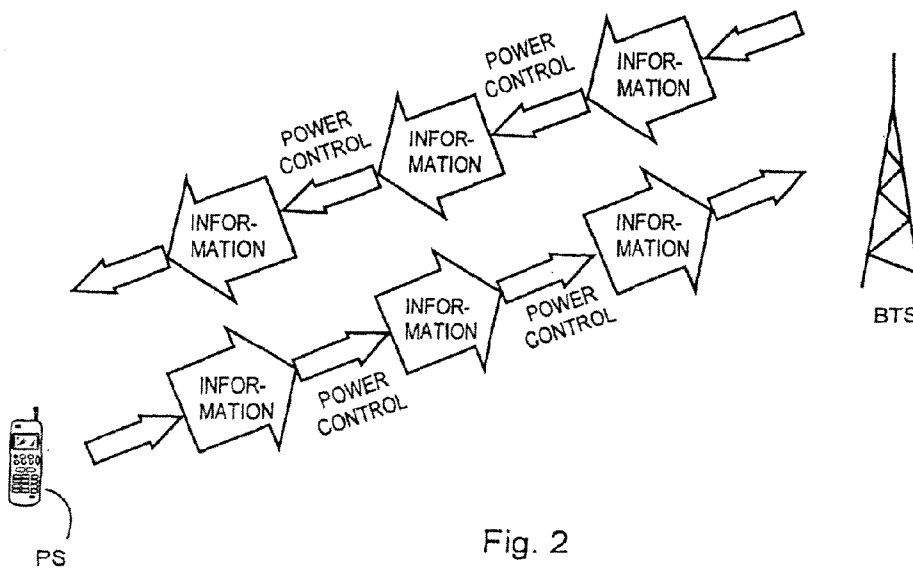 POWER
CONTROL
INFOR-
MATION
POWER
CONTROL
INFOR-
MATION
INFOR-
MATION
INFOR-
MATION
INFOR-
MATION
POWER
CONTROL
BTS
INFOR-
MATION
POWER
CONTROL
PS
Fig. 2